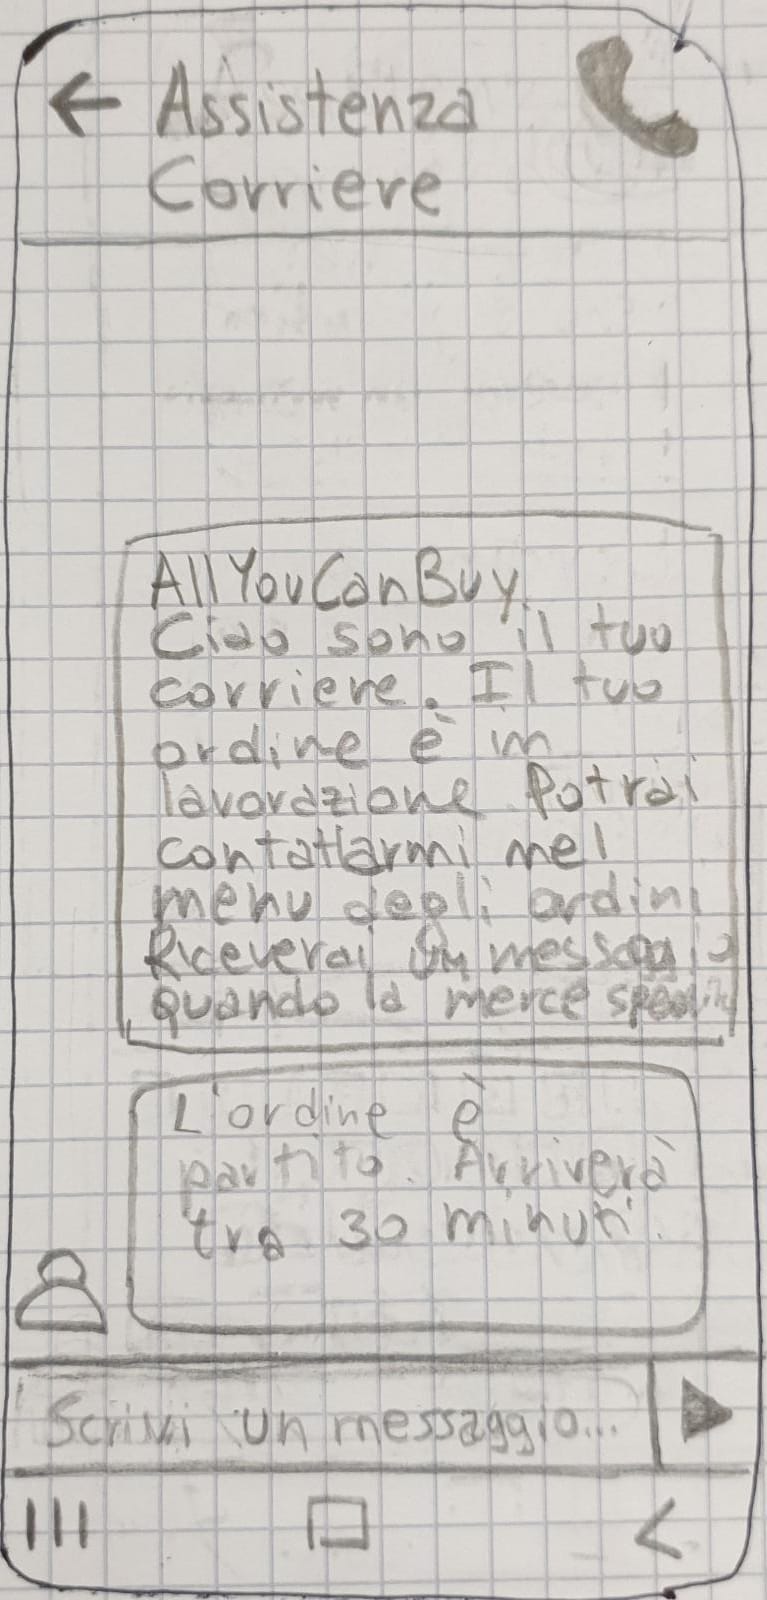 Assistenza
Corriere
AllYouCanBuy
Ciao sono il tuo
corriere. Il tuo
ordine è in
lavorazione Potrai
contattarmi nel
menu degli ordini
Riceverai un messaggio
quando la merce
L'ordine è
partito. Arriverà
tra 30 minuti.
Scrivi un messaggio...